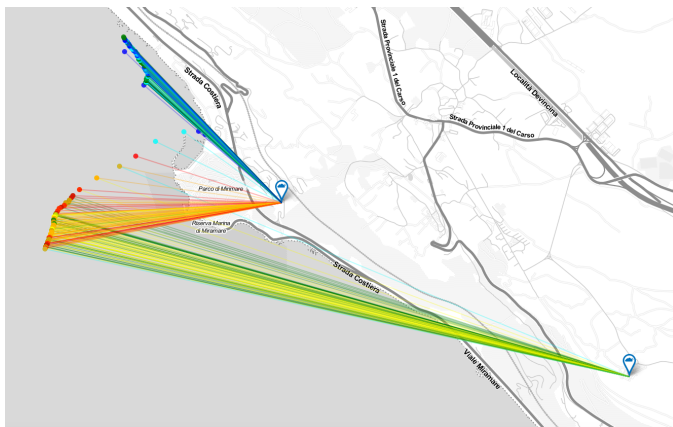 Strada Costiera
Strada Provinciale 1 del Carso
Località Devincina
Strada Provinciale 1 del Carso
Parco di Mirimare
Riserva Marina
di Miramare
Strada Costiera
Viale Miramare